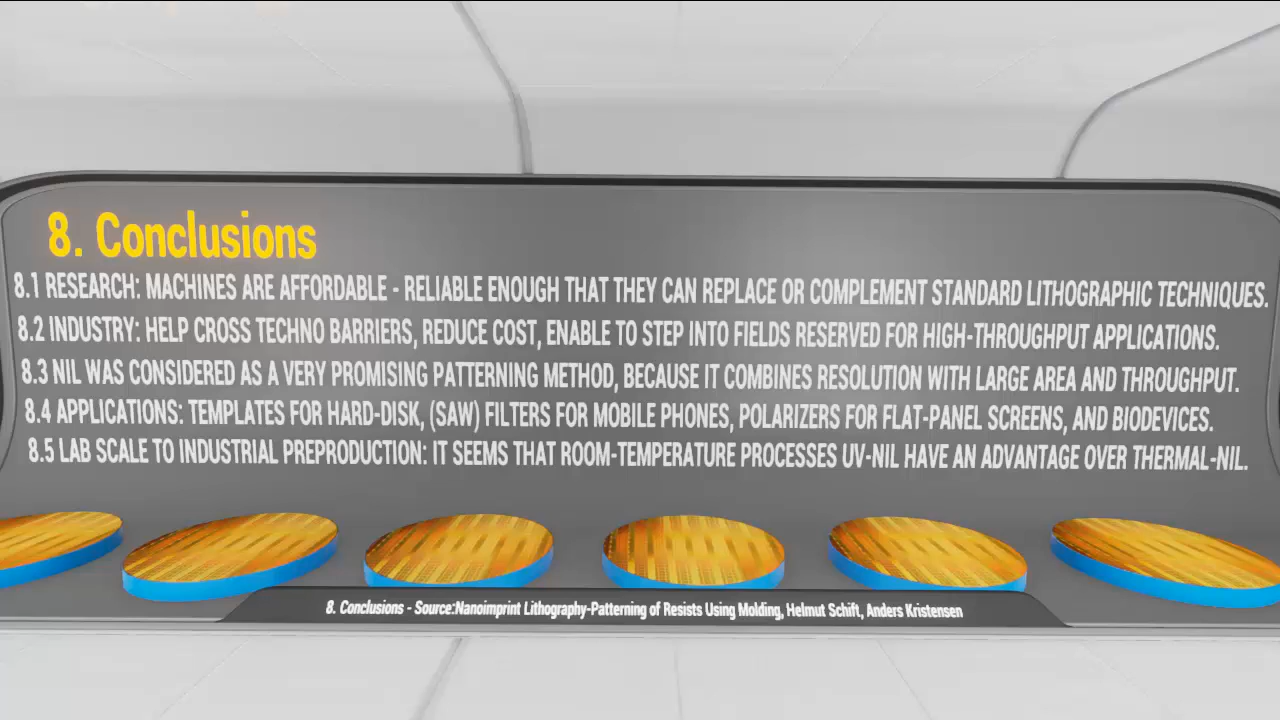 8. Conclusions
8.1 RESEARCH: MACHINES ARE AFFORDABLE - RELIABLE ENOUGH THAT THEY CAN REPLACE OR COMPLEMENT STANDARD LITHOGRAPHIC TECHNIQUES.
8.2 INDUSTRY: HELP CROSS TECHNO BARRIERS, REDUCE COST, ENABLE TO STEP INTO FIELDS RESERVED FOR HIGH-THROUGHPUT APPLICATIONS.
8.3 NIL WAS CONSIDERED AS A VERY PROMISING PATTERNING METHOD, BECAUSE IT COMBINES RESOLUTION WITH LARGE AREA AND THROUGHPUT.
8.4 APPLICATIONS: TEMPLATES FOR HARD-DISK, (SAW) FILTERS FOR MOBILE PHONES, POLARIZERS FOR FLAT-PANEL SCREENS, AND BIODEVICES.
8.5 LAB SCALE TO INDUSTRIAL PREPRODUCTION: IT SEEMS THAT ROOM-TEMPERATURE PROCESSES UV-NIL HAVE AN ADVANTAGE OVER THERMAL-NIL.
8. Conclusions - Source:Nanoimprint Lithography-Patterning of Resists Using Molding, Helmut Schift, Anders Kristensen